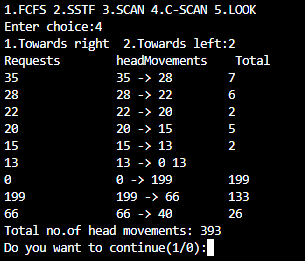 1.FCFS 2.SSTF 3.SCAN 4.C-SCAN 5.LOOK
Enter choice:4
1.Towards right  2.Towards left:2
Requests        headMovements    Total
35              35 -> 28        7
28              28 -> 22        6
22              22 -> 20        2
20              20 -> 15        5
15              15 -> 13        2
13              13 -> 0 13
0               0 -> 199        199
199             199 -> 66       133
66              66 -> 40        26
Total no.of head movements: 393
Do you want to continue(1/0):